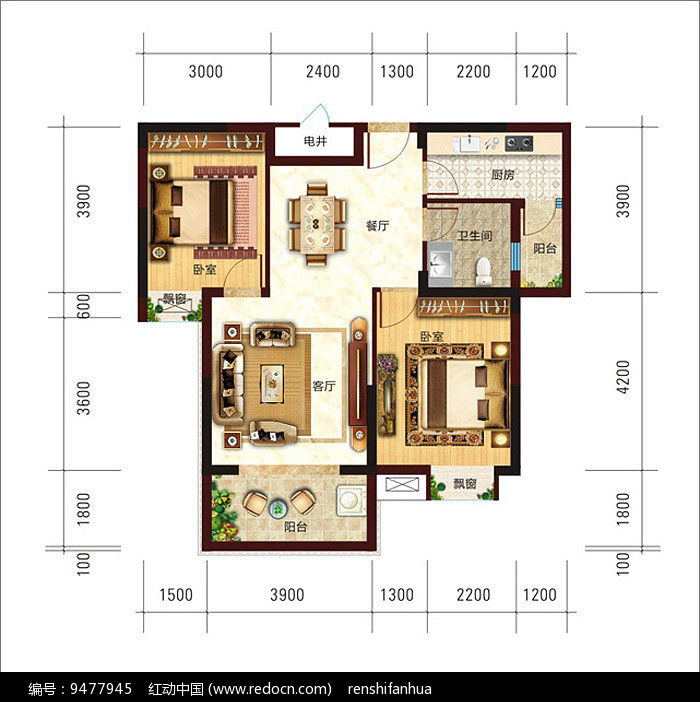 3000 2400 1300 2200 1200
电井
3900
3900
厨房
餐厅
卫生间
阳台
卧室
飘窗
600
卧室
3600
4200
客厅
飘窗
1800
1800
阳台
100
100
1500 3900 1300 2200 1200
编号：9477945 红动中国 (www.redocn.com) renshifanhua